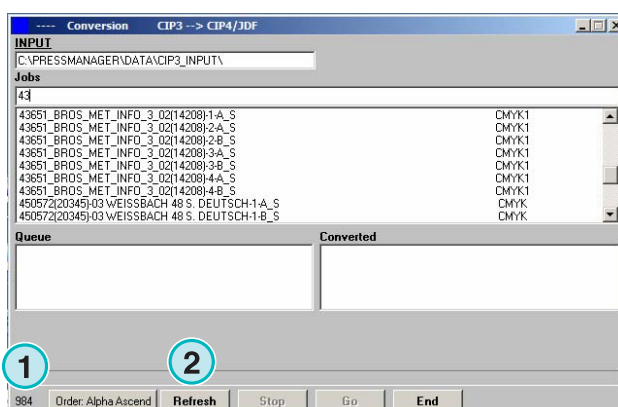 ---- Conversion CIP3 --> CIP4/JDF
INPUT
C:\PRESSMANAGER\DATA\CIP3_INPUT\
Jobs
43
43651_BROS_MET_INFO_3_02(14208)-1-A_S CMYK1
43651_BROS_MET_INFO_3_02(14208)-2-A_S CMYK1
43651_BROS_MET_INFO_3_02(14208)-2-B_S CMYK1
43651_BROS_MET_INFO_3_02(14208)-3-A_S CMYK1
43651_BROS_MET_INFO_3_02(14208)-3-B_S CMYK1
43651_BROS_MET_INFO_3_02(14208)-4-A_S CMYK1
43651_BROS_MET_INFO_3_02(14208)-4-B_S CMYK1
450572(20345)-03 WEISSBACH 48 S. DEUTSCH-1-A_S CMYK
450572(20345)-03 WEISSBACH 48 S. DEUTSCH-1-B_S CMYK
Queue Converted
1 2
984 Order: Alpha Ascend Refresh Stop Go End